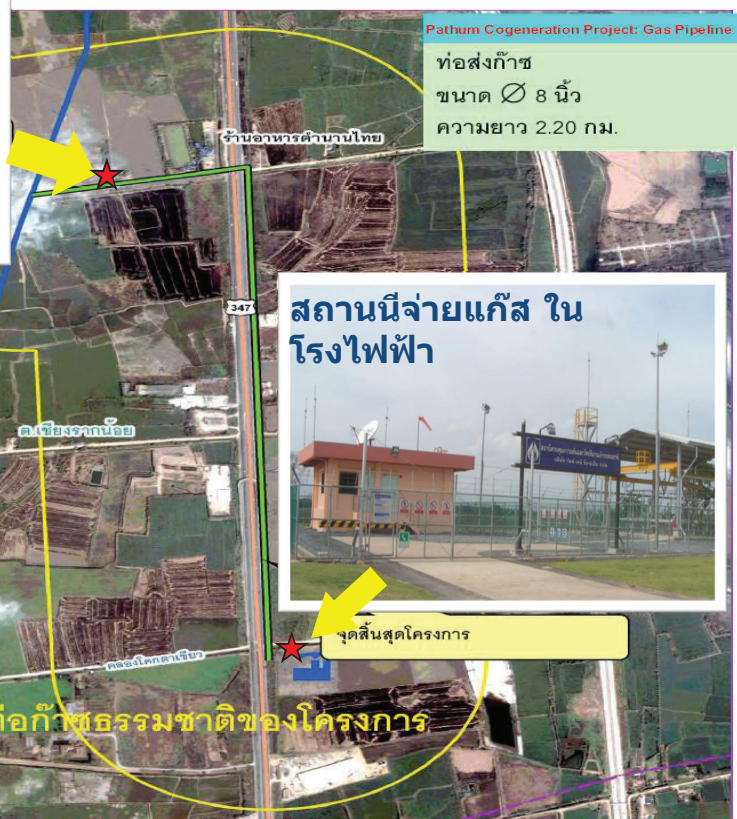 Pathum Cogeneration Project: Gas Pipeline
ท่อส่งก๊าซ
ขนาด ∅ 8 นิ้ว
ความยาว 2.20 กม.
ร้านอาหารตำนานไทย
347
สถานนีจ่ายแก๊ส ใน
โรงไฟฟ้า
ต.เชียงรากน้อย
จุดสิ้นสุดโครงการ
คลองโคกตาเขียว
ท่อก๊าซธรรมชาติของโครงการ